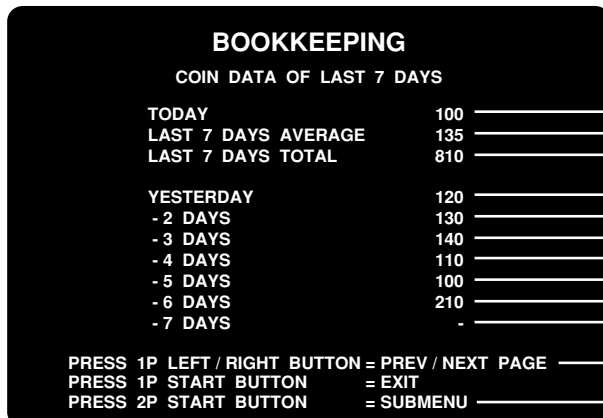 BOOKKEEPING
COIN DATA OF LAST 7 DAYS
TODAY 100
LAST 7 DAYS AVERAGE 135
LAST 7 DAYS TOTAL 810
YESTERDAY 120
- 2 DAYS 130
- 3 DAYS 140
- 4 DAYS 110
- 5 DAYS 100
- 6 DAYS 210
- 7 DAYS -
PRESS 1P LEFT / RIGHT BUTTON = PREV / NEXT PAGE
PRESS 1P START BUTTON = EXIT
PRESS 2P START BUTTON = SUBMENU